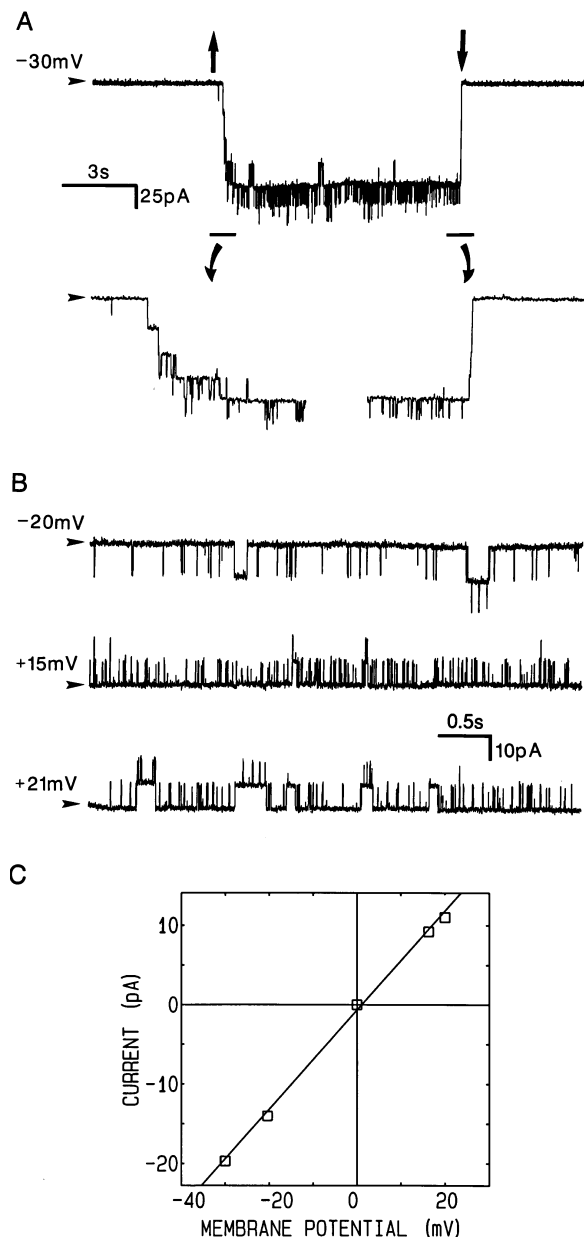 A
−30mV
3s
25pA
B
−20mV
+15mV
0.5s
10pA
+21mV
C
10
0
−10
−20
CURRENT (pA)
−40
−20
0
20
MEMBRANE POTENTIAL (mV)